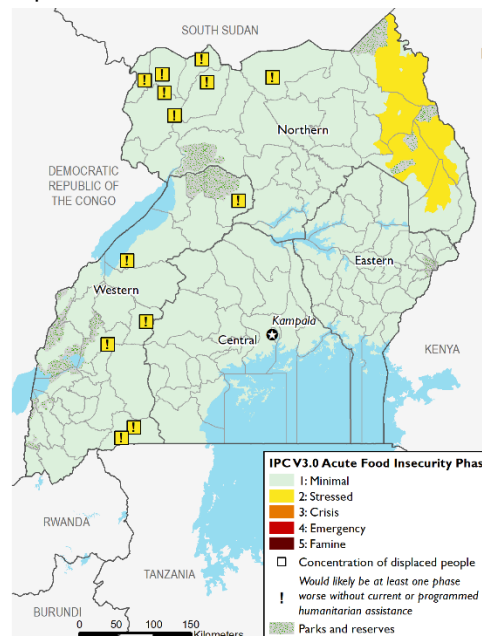 SOUTH SUDAN
Northern
DEMOCRATIC
REPUBLIC OF
THE CONGO
Eastern
Western
Kampala
Central
KENYA
RWANDA
TANZANIA
BURUNDI
0 50 100 150
Kilometers
IPC V3.0 Acute Food Insecurity Phas
1: Minimal
2: Stressed
3: Crisis
4: Emergency
5: Famine
Concentration of displaced people
! Would likely be at least one phase
worse without current or programmed
humanitarian assistance
Parks and reserves